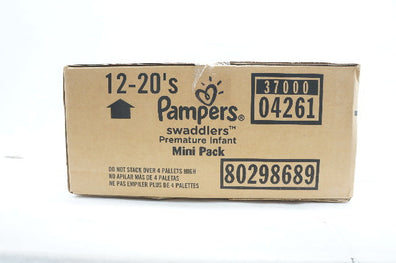 12-20's
Pampers®
swaddlers™
Premature Infant
Mini Pack
DO NOT STACK OVER 4 PALLETS HIGH
NO APILAR MÁS DE 4 PALETAS
NE PAS EMPILER PLUS DE 4 PALETTES
37000
04261
80298689